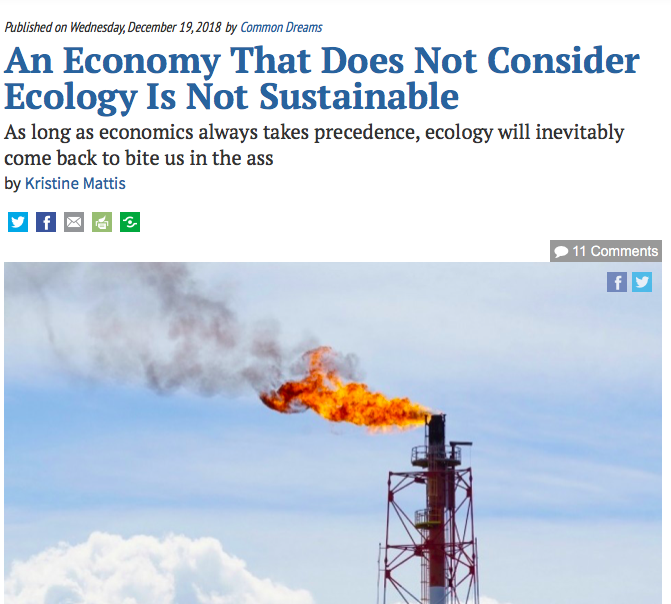 Published on Wednesday, December 19, 2018 by Common Dreams
An Economy That Does Not Consider
Ecology Is Not Sustainable
As long as economics always takes precedence, ecology will inevitably
come back to bite us in the ass
by Kristine Mattis
11 Comments